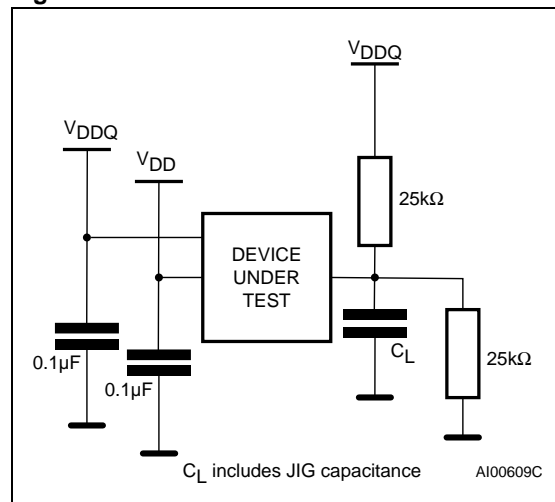 V_DDQ
V_DDQ
V_DD
25kΩ
DEVICE
UNDER
TEST
0.1µF
0.1µF
C_L
25kΩ
C_L includes JIG capacitance
AI00609C